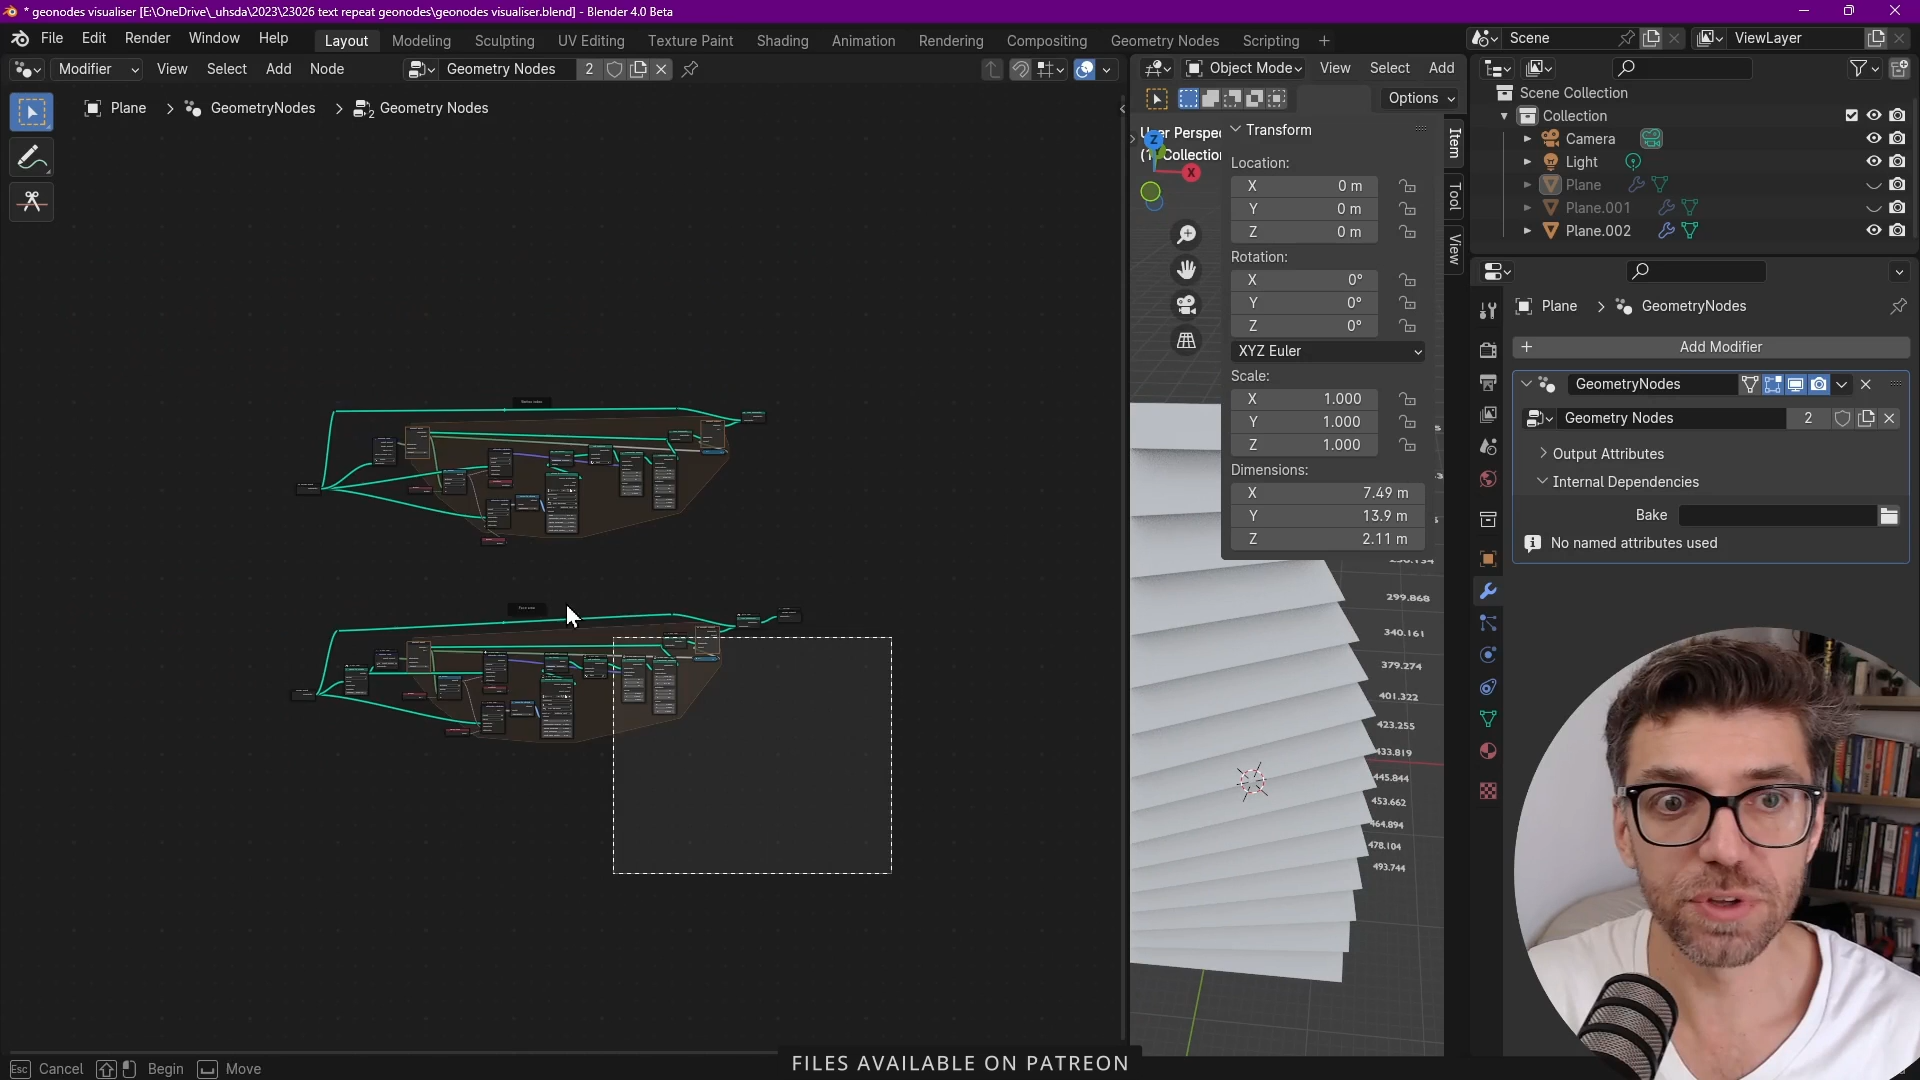 * geonodes visualiser [E:\OneDrive\_uhsda\2023\23026 text repeat geonodes\geonodes visualiser.blend] - Blender 4.0 Beta
File Edit Render Window Help
Layout Modeling Sculpting UV Editing Texture Paint Shading Animation Rendering Compositing Geometry Nodes Scripting +
Scene
ViewLayer
Modifier View Select Add Node
Geometry Nodes 2
Object Mode View Select Add
Options
Plane > GeometryNodes > Geometry Nodes
2
User Perspe
Collection
Z
X
Transform
Location:
X 0 m
Y 0 m
Z 0 m
Rotation:
X 0°
Y 0°
Z 0°
XYZ Euler
Scale:
X 1.000
Y 1.000
Z 1.000
Dimensions:
X 7.49 m
Y 13.9 m
Z 2.11 m
Item
Tool
View
299.868
340.161
379.274
401.322
423.255
433.819
445.844
453.662
464.894
478.104
493.744
Scene Collection
Collection
Camera
Light
Plane
Plane.001
Plane.002
Plane > GeometryNodes
+ Add Modifier
GeometryNodes
Geometry Nodes 2
Output Attributes
Internal Dependencies
Bake
No named attributes used
Esc Cancel Begin Move
FILES AVAILABLE ON PATREON